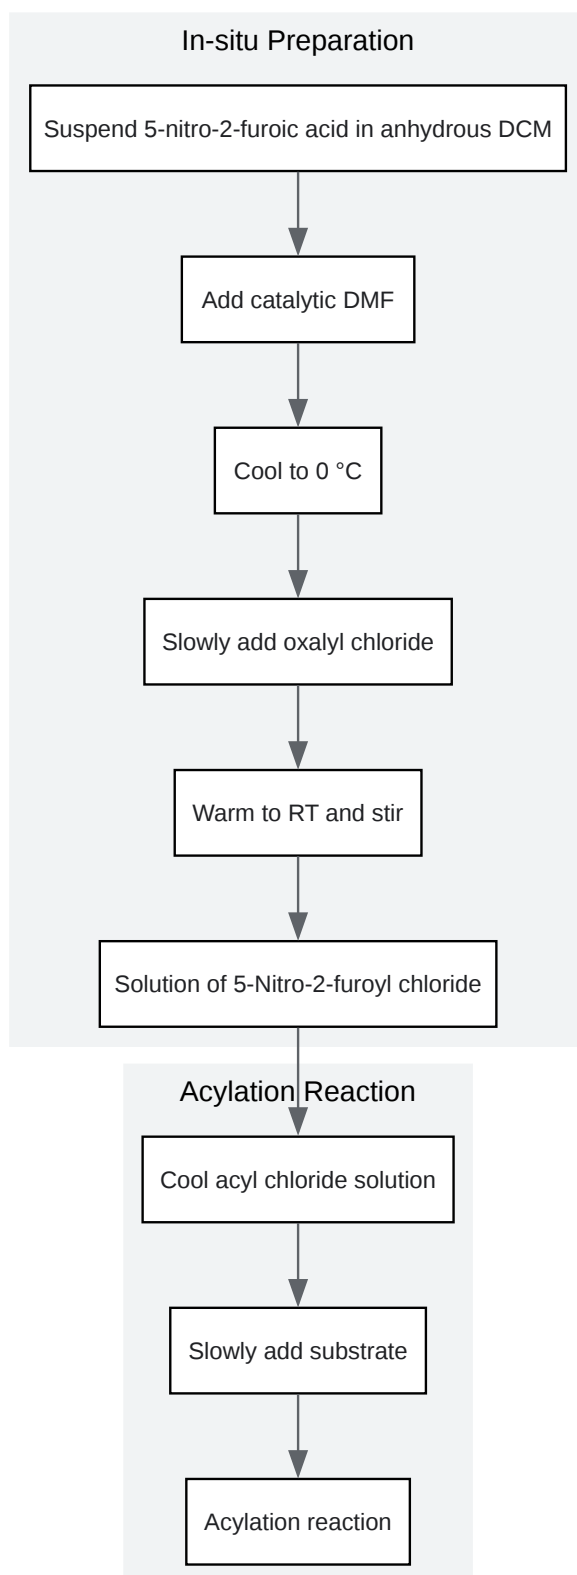 In-situ Preparation
Suspend 5-nitro-2-furoic acid in anhydrous DCM
Add catalytic DMF
Cool to 0 °C
Slowly add oxalyl chloride
Warm to RT and stir
Solution of 5-Nitro-2-furoyl chloride
Acylation Reaction
Cool acyl chloride solution
Slowly add substrate
Acylation reaction